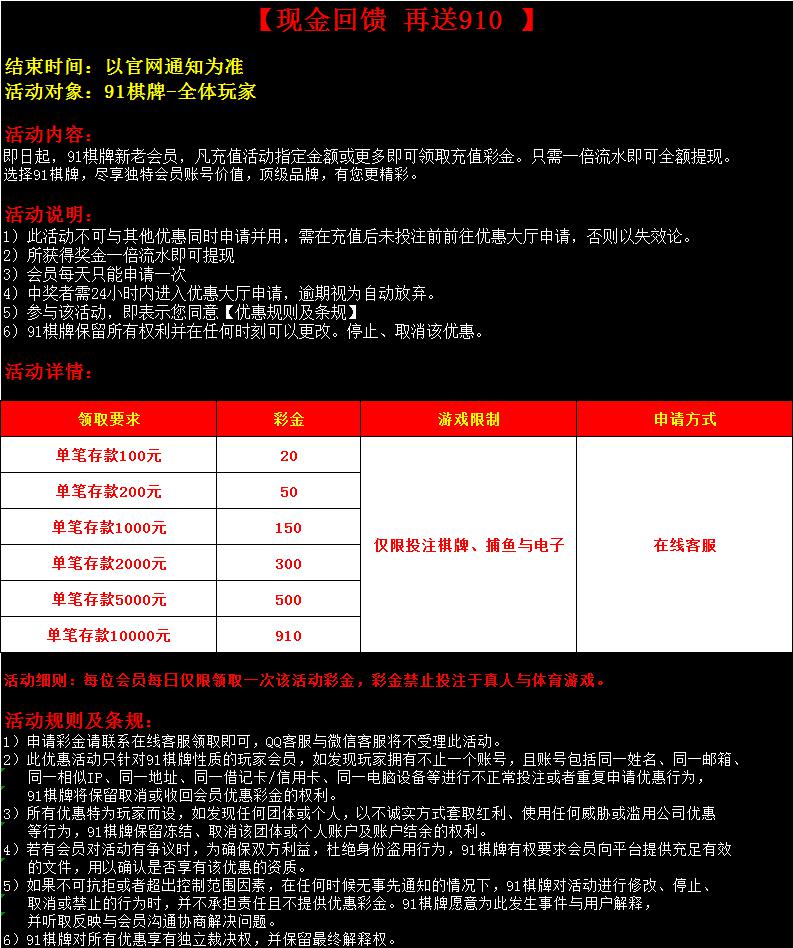 【现金回馈 再送910 】
结束时间：以官网通知为准
活动对象：91棋牌-全体玩家
活动内容：
即日起，91棋牌新老会员，凡充值活动指定金额或更多即可领取充值彩金。只需一倍流水即可全额提现。
选择91棋牌，尽享独特会员账号价值，顶级品牌，有您更精彩。
活动说明：
1）此活动不可与其他优惠同时申请并用，需在充值后未投注前前往优惠大厅申请，否则以失效论。
2）所获得奖金一倍流水即可提现
3）会员每天只能申请一次
4）中奖者需24小时内进入优惠大厅申请，逾期视为自动放弃。
5）参与该活动，即表示您同意【优惠规则及条规】
6）91棋牌保留所有权利并在任何时刻可以更改。停止、取消该优惠。
活动详情：
领取要求 彩金 游戏限制 申请方式
单笔存款100元 20
单笔存款200元 50
单笔存款1000元 150
仅限投注棋牌、捕鱼与电子 在线客服
单笔存款2000元 300
单笔存款5000元 500
单笔存款10000元 910
活动细则：每位会员每日仅限领取一次该活动彩金，彩金禁止投注于真人与体育游戏。
活动规则及条规：
1）申请彩金请联系在线客服领取即可，QQ客服与微信客服将不受理此活动。
2）此优惠活动只针对91棋牌性质的玩家会员，如发现玩家拥有不止一个账号，且账号包括同一姓名、同一邮箱、
同一相似IP、同一地址、同一借记卡/信用卡、同一电脑设备等进行不正常投注或者重复申请优惠行为，
91棋牌将保留取消或收回会员优惠彩金的权利。
3）所有优惠特为玩家而设，如发现任何团体或个人，以不诚实方式套取红利、使用任何威胁或滥用公司优惠
等行为，91棋牌保留冻结、取消该团体或个人账户及账户结余的权利。
4）若有会员对活动有争议时，为确保双方利益，杜绝身份盗用行为，91棋牌有权要求会员向平台提供充足有效
的文件，用以确认是否享有该优惠的资质。
5）如果不可抗拒或者超出控制范围因素，在任何时候无事先通知的情况下，91棋牌对活动进行修改、停止、
取消或禁止的行为时，并不承担责任且不提供优惠彩金。91棋牌愿意为此发生事件与用户解释，
并听取反映与会员沟通协商解决问题。
6）91棋牌对所有优惠享有独立裁决权，并保留最终解释权。